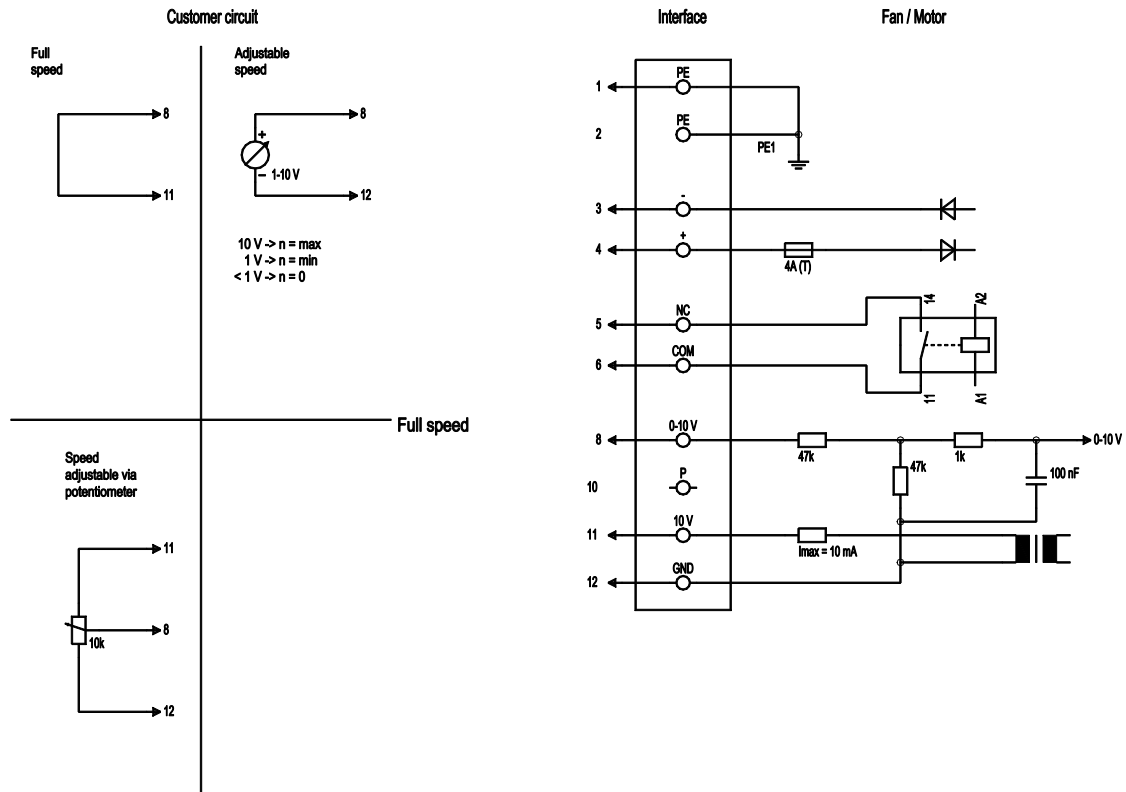 Customer circuit
Interface
Fan / Motor
Full
speed
8
11
Adjustable
speed
8
+
– 1-10 V
12
10 V -> n = max
1 V -> n = min
< 1 V -> n = 0
Full speed
Speed
adjustable via
potentiometer
11
8
10k
12
1
PE
2
PE
PE1
3
-
4
+
4A (T)
5
NC
14
A2
6
COM
11
A1
8
0-10 V
47k
1k
0-10 V
47k
100 nF
10
P
11
10 V
Imax = 10 mA
12
GND